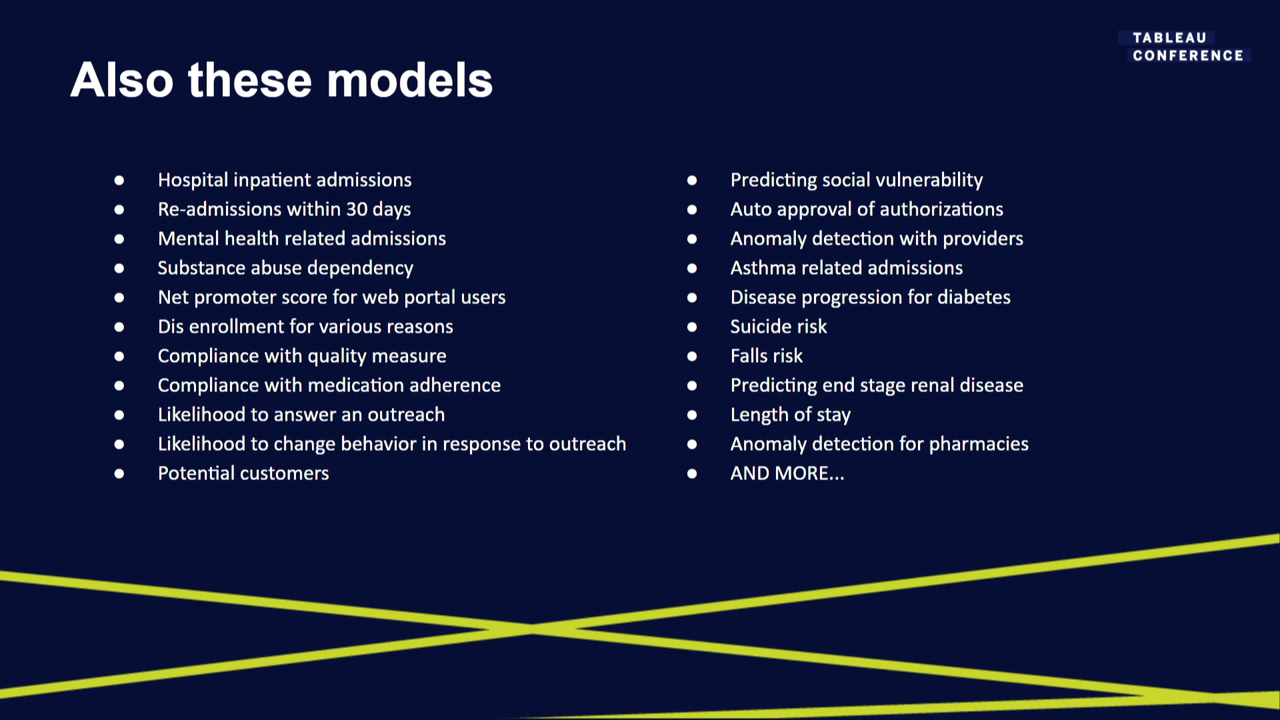 TABLEAU
CONFERENCE
Also these models
● Hospital inpatient admissions
● Re-admissions within 30 days
● Mental health related admissions
● Substance abuse dependency
● Net promoter score for web portal users
● Dis enrollment for various reasons
● Compliance with quality measure
● Compliance with medication adherence
● Likelihood to answer an outreach
● Likelihood to change behavior in response to outreach
● Potential customers
● Predicting social vulnerability
● Auto approval of authorizations
● Anomaly detection with providers
● Asthma related admissions
● Disease progression for diabetes
● Suicide risk
● Falls risk
● Predicting end stage renal disease
● Length of stay
● Anomaly detection for pharmacies
● AND MORE...